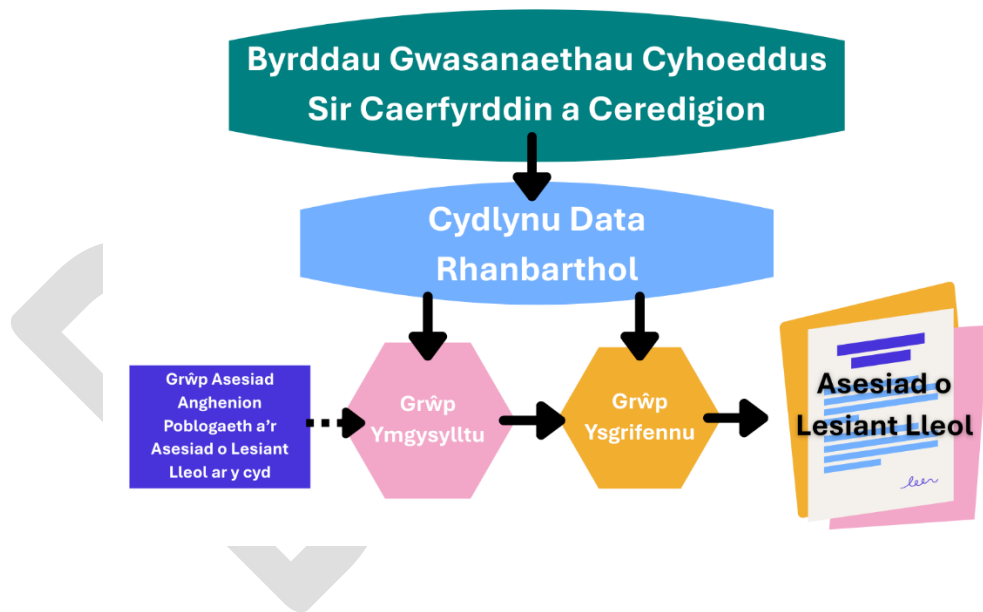 Byrddau Gwasanaethau Cyhoeddus
Sir Caerfyrddin a Ceredigion
Cydlynu Data
Rhanbarthol
Grŵp Asesiad
Anghenion
Poblogaeth a'r
Asesiad o Lesiant
Lleol ar y cyd
Grŵp
Ymgysylltu
Grŵp
Ysgrifennu
Asesiad o
Lesiant Lleol